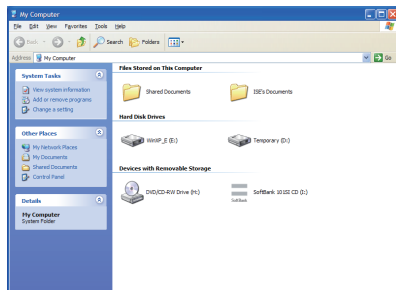 My Computer
File Edit View Favorites Tools Help
Back Search Folders
Address My Computer Go
System Tasks
View system information
Add or remove programs
Change a setting
Other Places
My Network Places
My Documents
Shared Documents
Control Panel
Details
My Computer
System Folder
Files Stored on This Computer
Shared Documents ISE's Documents
Hard Disk Drives
WinXP_E (E:) Temporary (D:)
Devices with Removable Storage
DVD/CD-RW Drive (H:) SoftBank 101SI CD (I:)
SoftBank